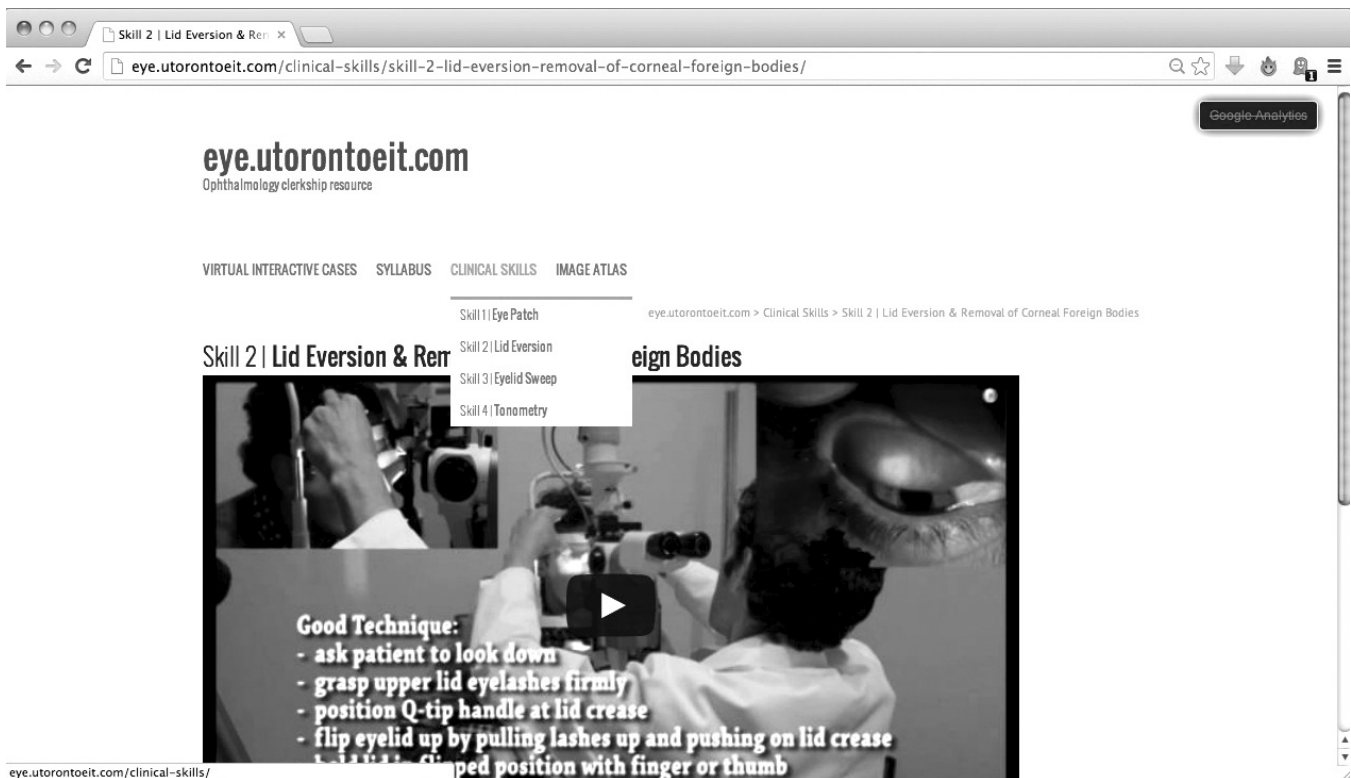 Skill 2 | Lid Eversion & Ren
eye.utorontoeit.com/clinical-skills/skill-2-lid-eversion-removal-of-corneal-foreign-bodies/
1
Google Analytics
eye.utorontoeit.com
Ophthalmology clerkship resource
VIRTUAL INTERACTIVE CASES SYLLABUS CLINICAL SKILLS IMAGE ATLAS
Skill 1 | Eye Patch
Skill 2 | Lid Eversion
Skill 3 | Eyelid Sweep
Skill 4 | Tonometry
eye.utorontoeit.com > Clinical Skills > Skill 2 | Lid Eversion & Removal of Corneal Foreign Bodies
Skill 2 | Lid Eversion & Rem eign Bodies
Good Technique:
- ask patient to look down
- grasp upper lid eyelashes firmly
- position Q-tip handle at lid crease
- flip eyelid up by pulling lashes up and pushing on lid crease
- hold lid in flipped position with finger or thumb
eye.utorontoeit.com/clinical-skills/